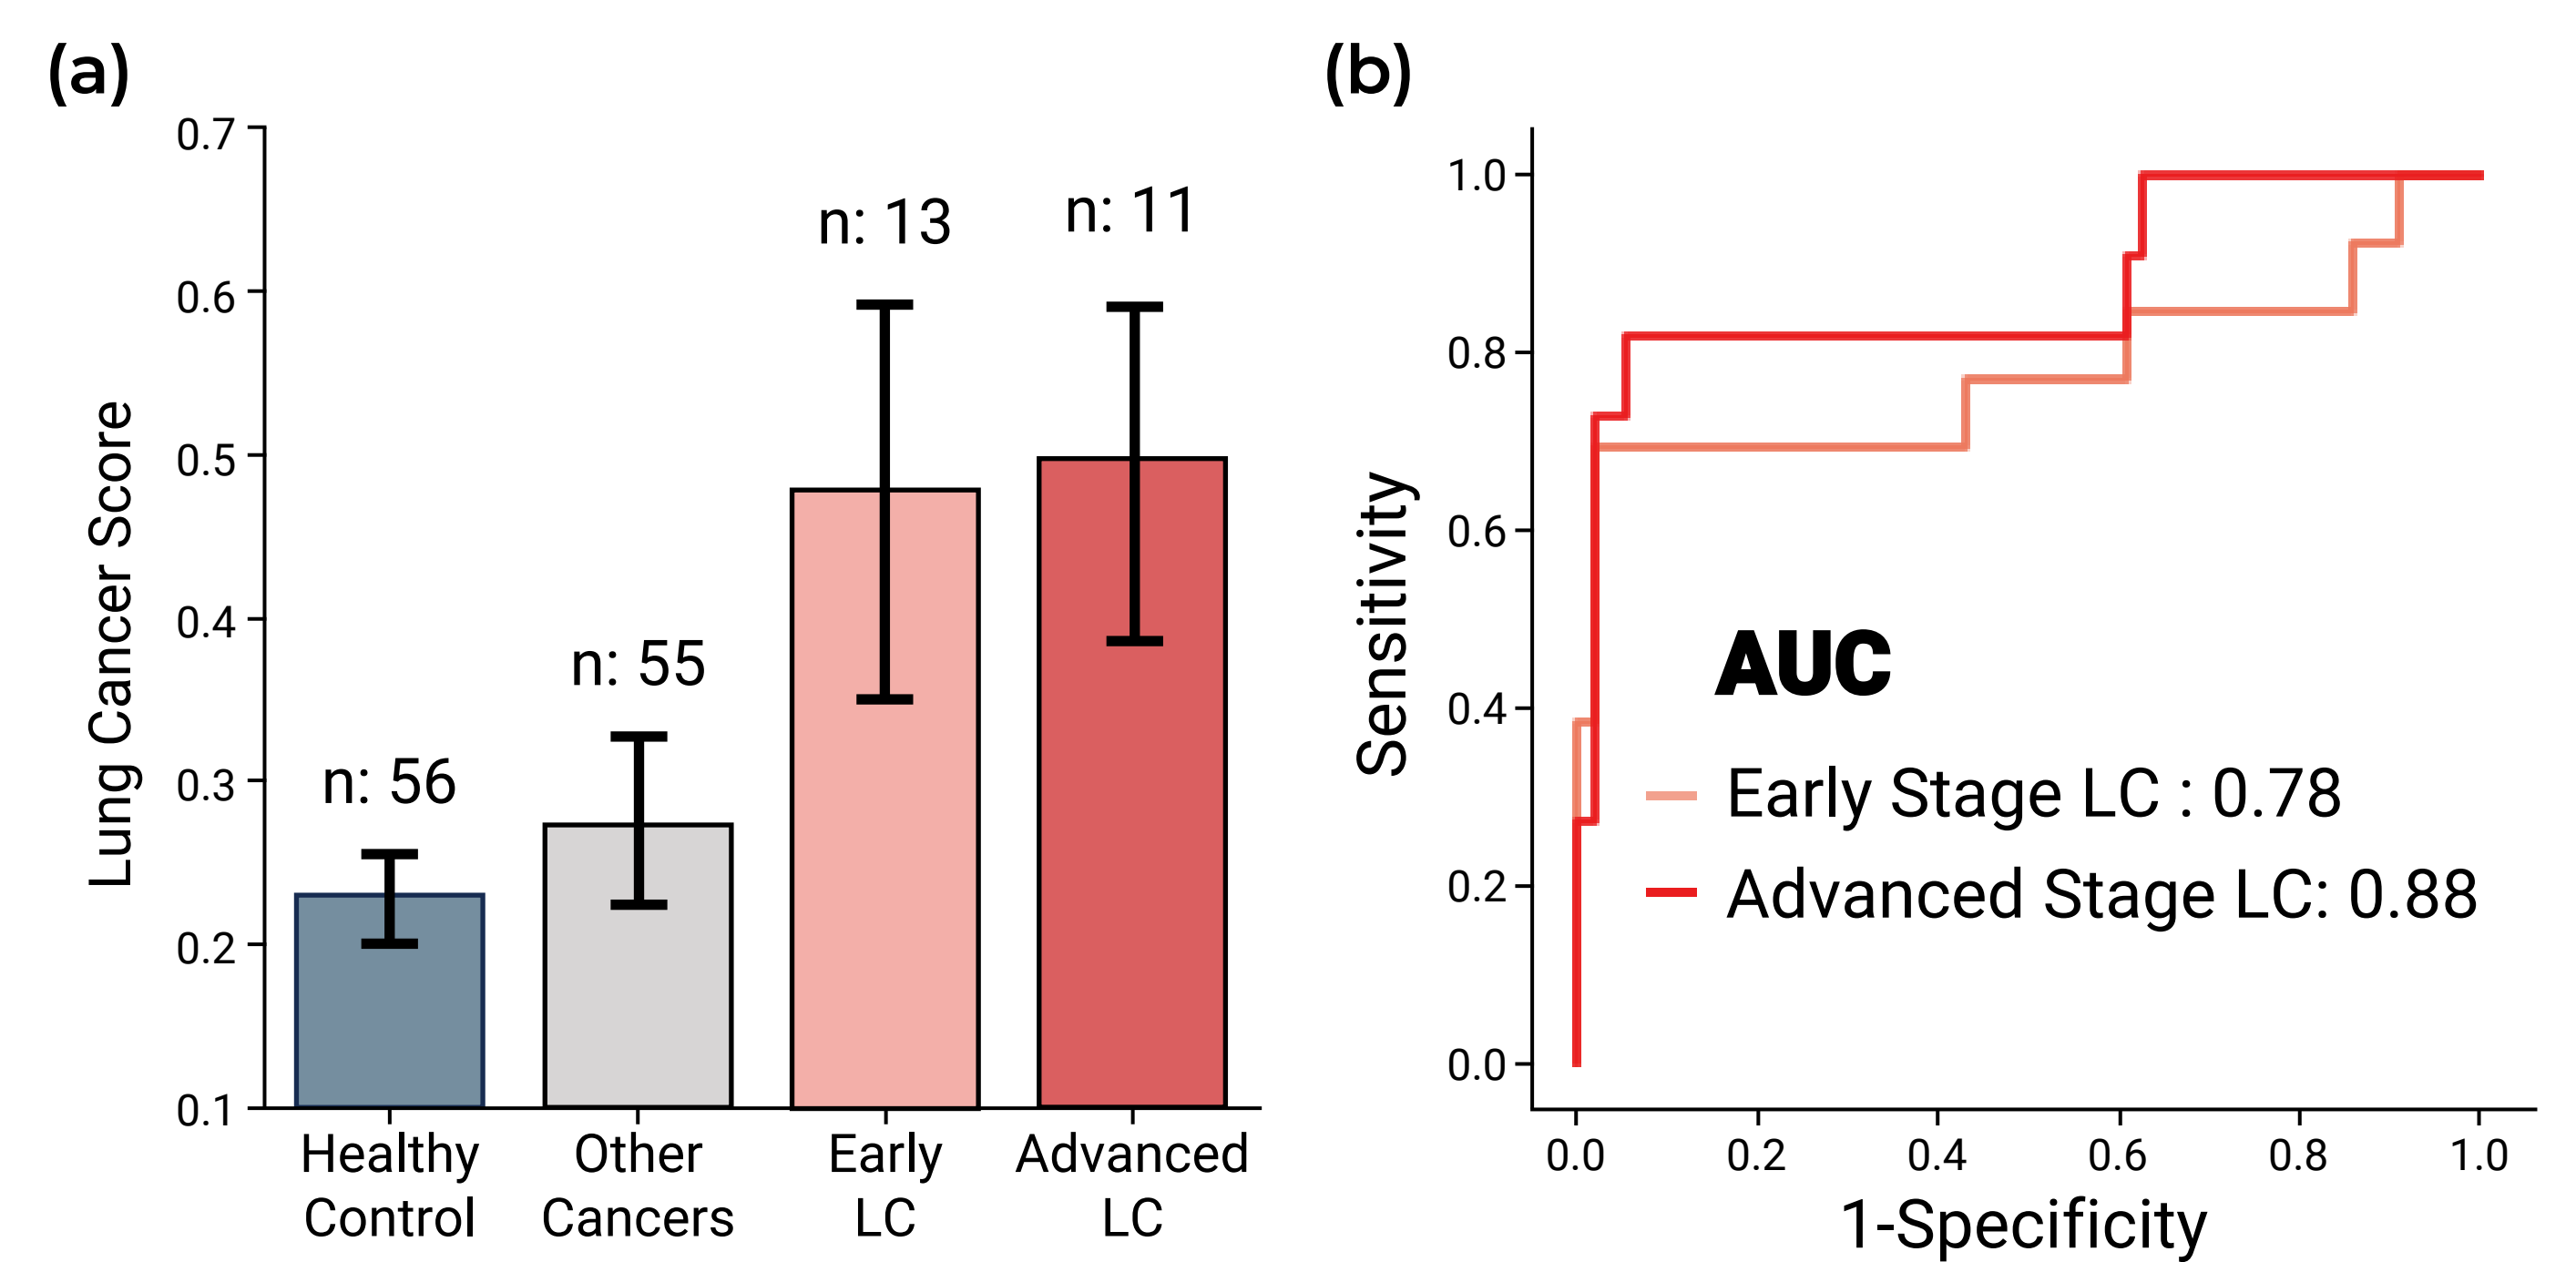 (a)
0.7
0.6
0.5
0.4
0.3
0.2
0.1
Lung Cancer Score
n: 56
n: 55
n: 13
n: 11
Healthy
Control
Other
Cancers
Early
LC
Advanced
LC
(b)
1.0
0.8
0.6
0.4
0.2
0.0
Sensitivity
AUC
Early Stage LC : 0.78
Advanced Stage LC: 0.88
0.0 0.2 0.4 0.6 0.8 1.0
1-Specificity